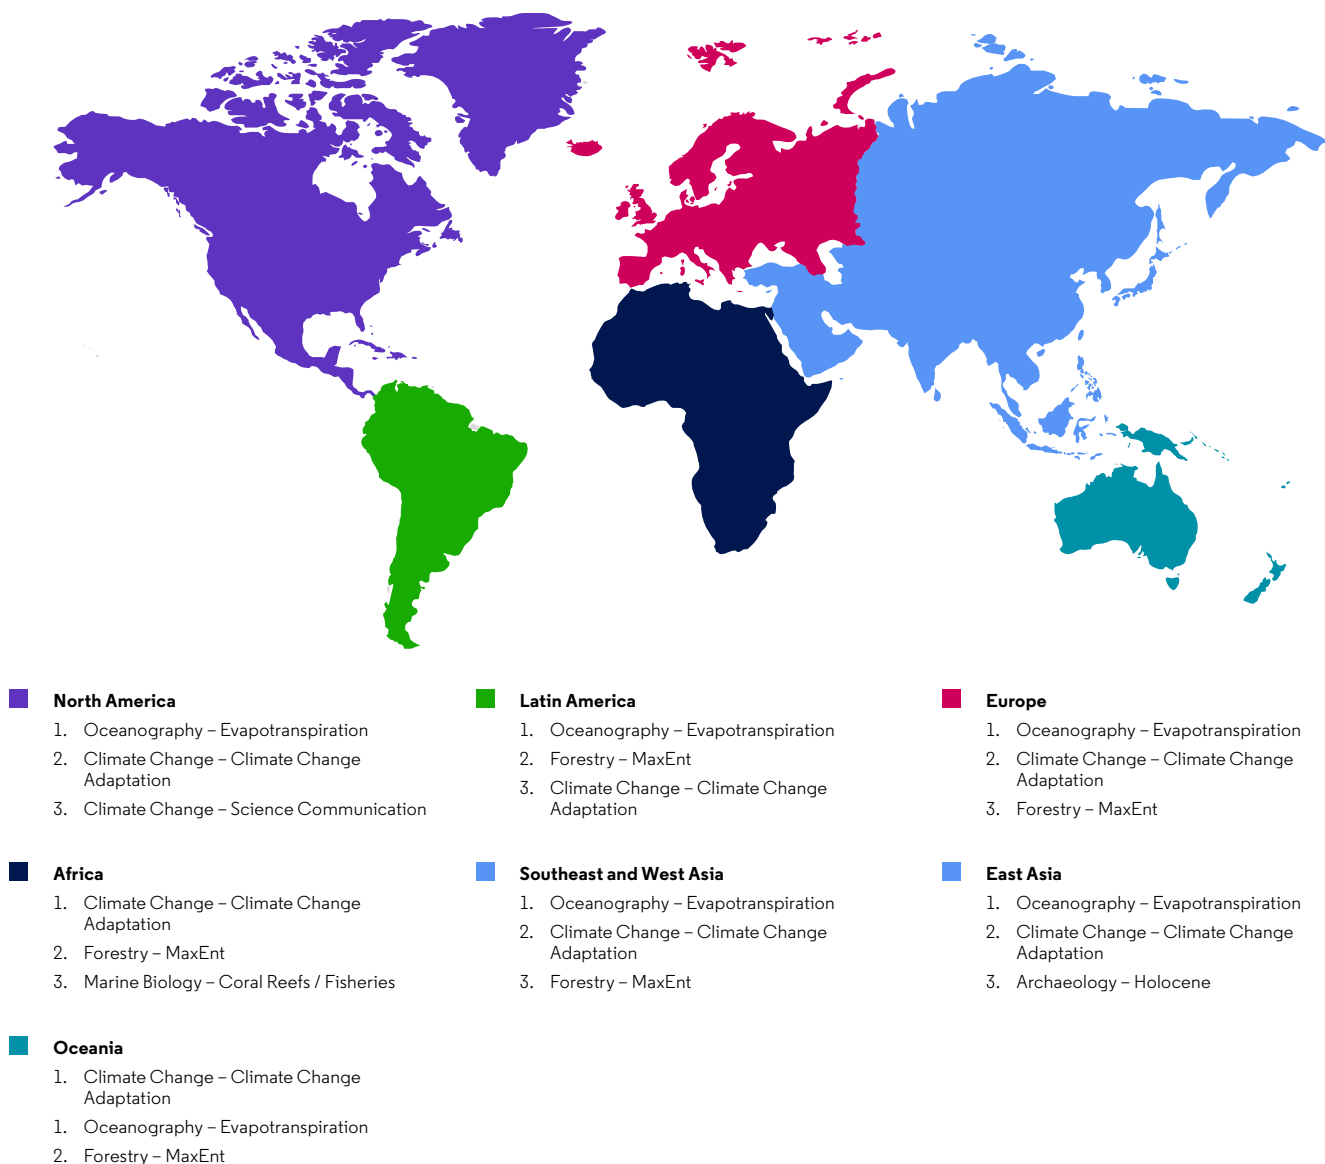 North America
1. Oceanography – Evapotranspiration
2. Climate Change – Climate Change
Adaptation
3. Climate Change – Science Communication
Latin America
1. Oceanography – Evapotranspiration
2. Forestry – MaxEnt
3. Climate Change – Climate Change
Adaptation
Europe
1. Oceanography – Evapotranspiration
2. Climate Change – Climate Change
Adaptation
3. Forestry – MaxEnt
Africa
1. Climate Change – Climate Change
Adaptation
2. Forestry – MaxEnt
3. Marine Biology – Coral Reefs / Fisheries
Southeast and West Asia
1. Oceanography – Evapotranspiration
2. Climate Change – Climate Change
Adaptation
3. Forestry – MaxEnt
East Asia
1. Oceanography – Evapotranspiration
2. Climate Change – Climate Change
Adaptation
3. Archaeology – Holocene
Oceania
1. Climate Change – Climate Change
Adaptation
1. Oceanography – Evapotranspiration
2. Forestry – MaxEnt